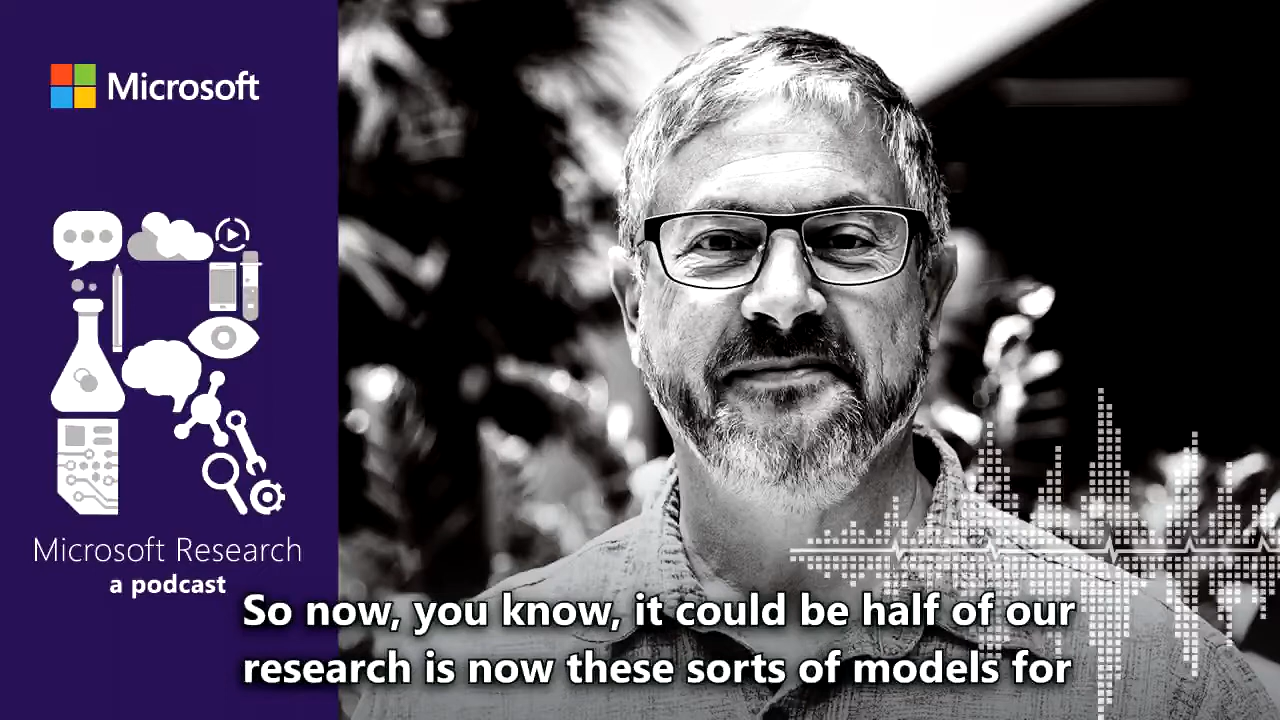 Microsoft
Microsoft Research
a podcast
So now, you know, it could be half of our
research is now these sorts of models for